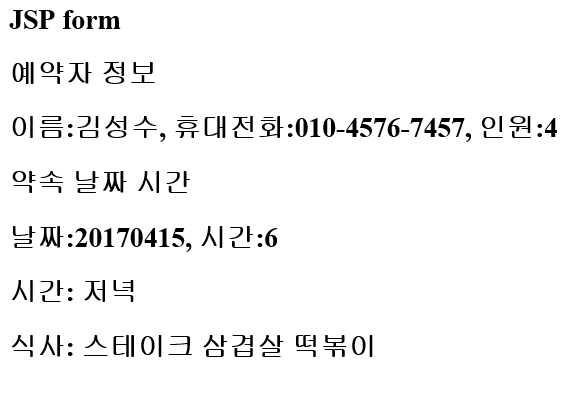 JSP form
예약자 정보
이름:김성수, 휴대전화:010-4576-7457, 인원:4
약속 날짜 시간
날짜:20170415, 시간:6
시간: 저녁
식사: 스테이크 삼겹살 떡볶이